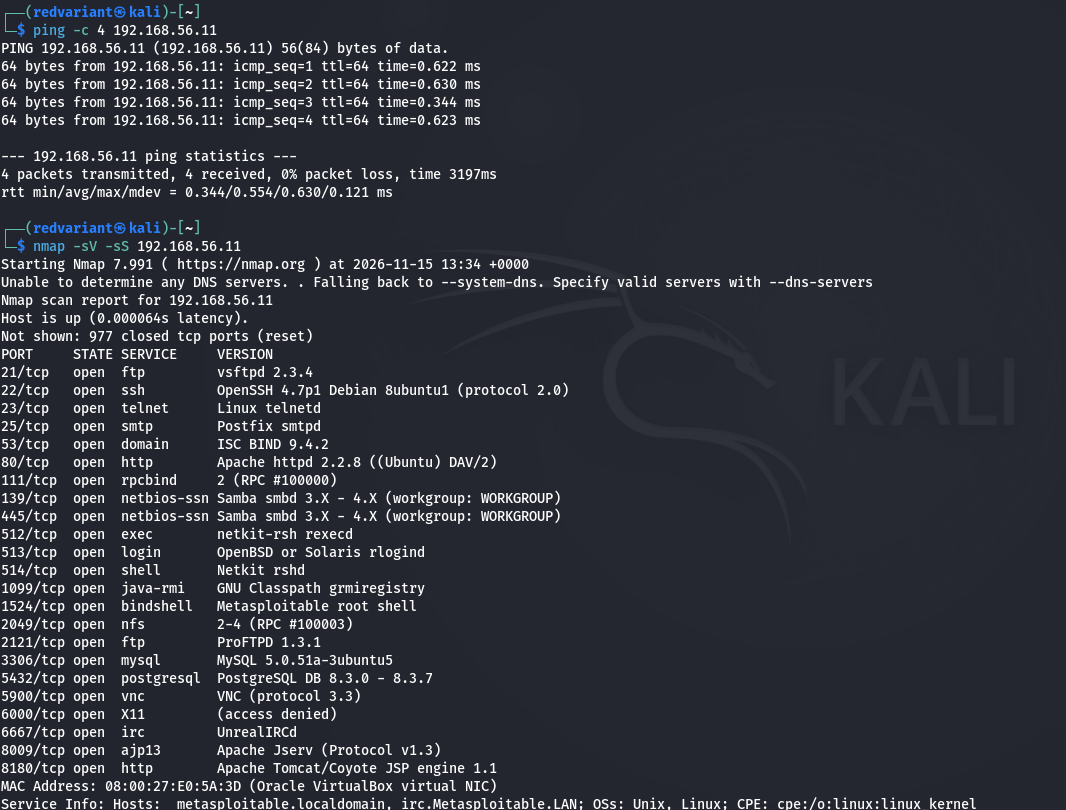 ┌──(redvariant㉿kali)-[~]
└─$ ping -c 4 192.168.56.11
PING 192.168.56.11 (192.168.56.11) 56(84) bytes of data.
64 bytes from 192.168.56.11: icmp_seq=1 ttl=64 time=0.622 ms
64 bytes from 192.168.56.11: icmp_seq=2 ttl=64 time=0.630 ms
64 bytes from 192.168.56.11: icmp_seq=3 ttl=64 time=0.344 ms
64 bytes from 192.168.56.11: icmp_seq=4 ttl=64 time=0.623 ms

--- 192.168.56.11 ping statistics ---
4 packets transmitted, 4 received, 0% packet loss, time 3197ms
rtt min/avg/max/mdev = 0.344/0.554/0.630/0.121 ms

┌──(redvariant㉿kali)-[~]
└─$ nmap -sV -sS 192.168.56.11
Starting Nmap 7.991 ( https://nmap.org ) at 2026-11-15 13:34 +0000
Unable to determine any DNS servers. . Falling back to --system-dns. Specify valid servers with --dns-servers
Nmap scan report for 192.168.56.11
Host is up (0.000064s latency).
Not shown: 977 closed tcp ports (reset)
PORT     STATE SERVICE     VERSION
21/tcp   open  ftp         vsftpd 2.3.4
22/tcp   open  ssh         OpenSSH 4.7p1 Debian 8ubuntu1 (protocol 2.0)
23/tcp   open  telnet      Linux telnetd
25/tcp   open  smtp        Postfix smtpd
53/tcp   open  domain      ISC BIND 9.4.2
80/tcp   open  http        Apache httpd 2.2.8 ((Ubuntu) DAV/2)
111/tcp  open  rpcbind     2 (RPC #100000)
139/tcp  open  netbios-ssn Samba smbd 3.X - 4.X (workgroup: WORKGROUP)
445/tcp  open  netbios-ssn Samba smbd 3.X - 4.X (workgroup: WORKGROUP)
512/tcp  open  exec        netkit-rsh rexecd
513/tcp  open  login       OpenBSD or Solaris rlogind
514/tcp  open  shell       Netkit rshd
1099/tcp open  java-rmi    GNU Classpath grmiregistry
1524/tcp open  bindshell   Metasploitable root shell
2049/tcp open  nfs         2-4 (RPC #100003)
2121/tcp open  ftp         ProFTPD 1.3.1
3306/tcp open  mysql       MySQL 5.0.51a-3ubuntu5
5432/tcp open  postgresql  PostgreSQL DB 8.3.0 - 8.3.7
5900/tcp open  vnc         VNC (protocol 3.3)
6000/tcp open  X11         (access denied)
6667/tcp open  irc         UnrealIRCd
8009/tcp open  ajp13       Apache Jserv (Protocol v1.3)
8180/tcp open  http        Apache Tomcat/Coyote JSP engine 1.1
MAC Address: 08:00:27:E0:5A:3D (Oracle VirtualBox virtual NIC)
Service Info: Hosts:  metasploitable.localdomain, irc.Metasploitable.LAN; OSs: Unix, Linux; CPE: cpe:/o:linux:linux_kernel
KALI